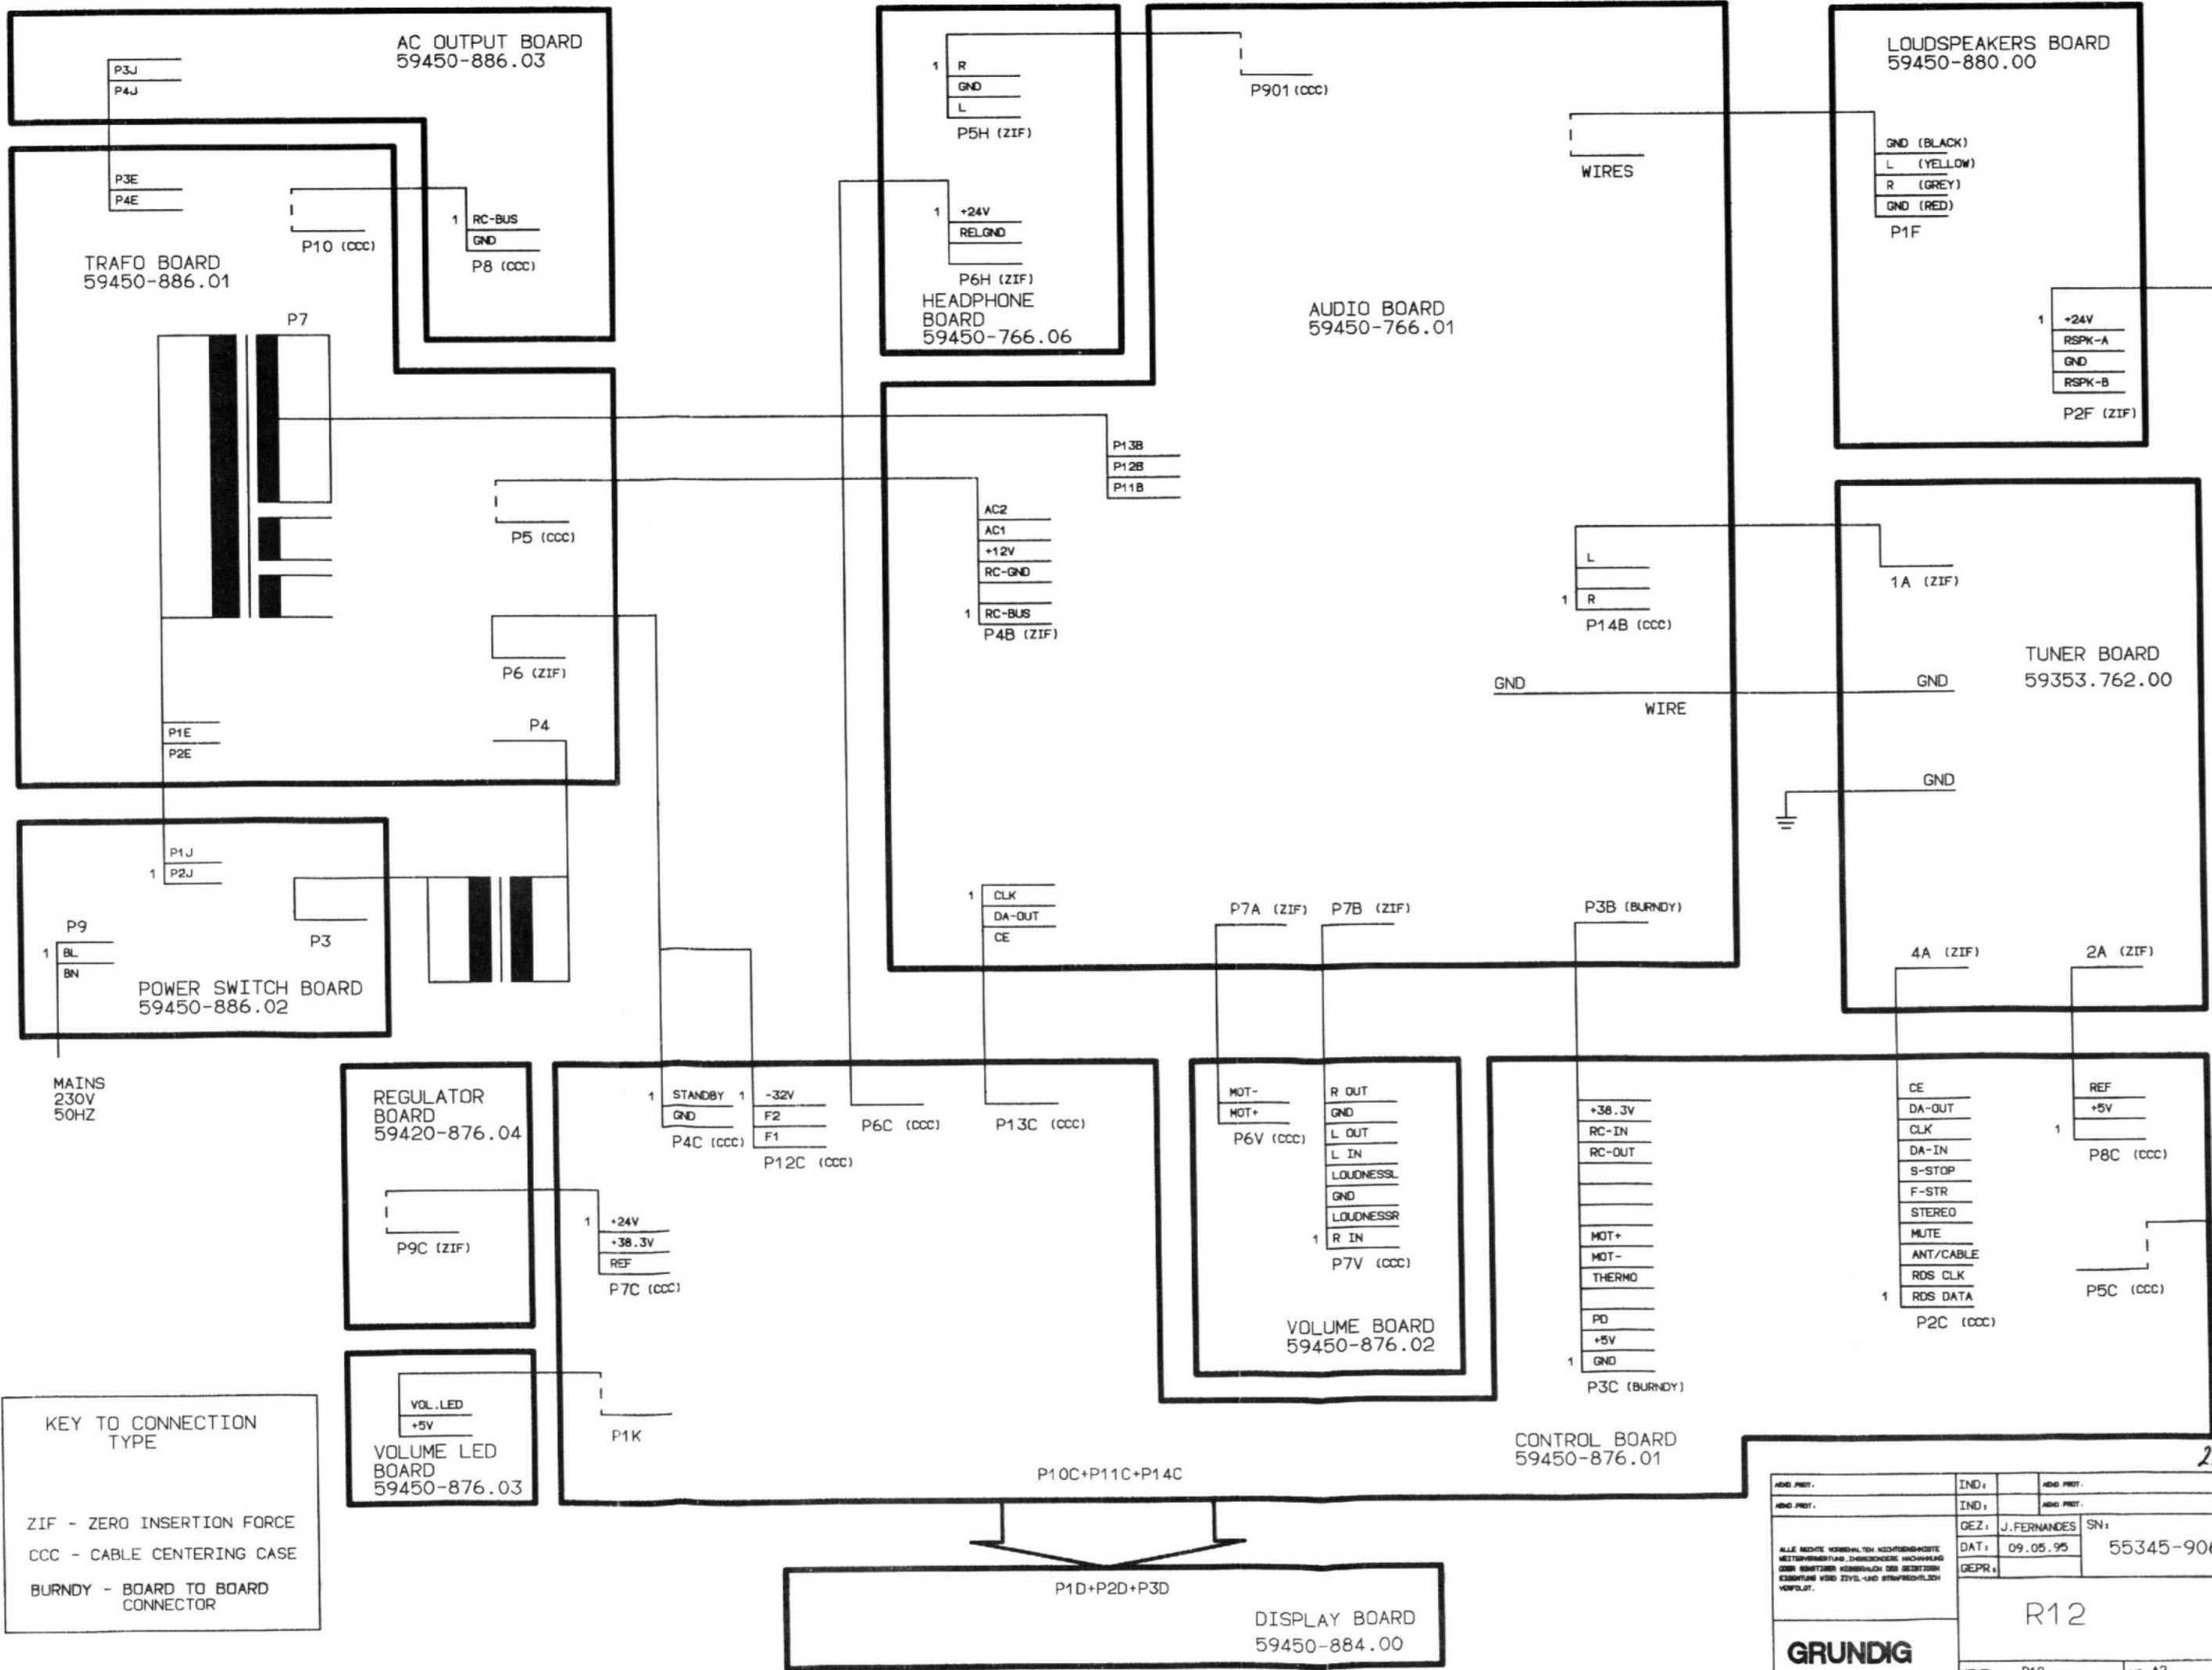 AC OUTPUT BOARD
59450-886.03
P3J
P4J
P3E
P4E
P10 (CCC)
1 RC-BUS
GND
P8 (CCC)
TRAFO BOARD
59450-886.01
P7
P5 (CCC)
P6 (ZIF)
P4
P1E
P2E
P1J
1 P2J
P3
P9
1 BL
BN
POWER SWITCH BOARD
59450-886.02
MAINS
230V
50HZ
1 R
GND
L
P5H (ZIF)
1 +24V
RELGND
P6H (ZIF)
HEADPHONE
BOARD
59450-766.06
P901 (CCC)
WIRES
AUDIO BOARD
59450-766.01
P13B
P12B
P11B
AC2
AC1
+12V
RC-GND
1 RC-BUS
P4B (ZIF)
L
1 R
P14B (CCC)
GND
WIRE
1 CLK
DA-OUT
CE
P7A (ZIF)
P7B (ZIF)
P3B (BURNDY)
LOUDSPEAKERS BOARD
59450-880.00
GND (BLACK)
L (YELLOW)
R (GREY)
GND (RED)
P1F
1 +24V
RSPK-A
GND
RSPK-B
P2F (ZIF)
1A (ZIF)
TUNER BOARD
59353.762.00
GND
GND
4A (ZIF)
2A (ZIF)
REGULATOR
BOARD
59420-876.04
P9C (ZIF)
1 STANDBY
GND
P4C (CCC)
1 -32V
F2
F1
P12C (CCC)
P6C (CCC)
P13C (CCC)
1 +24V
+38.3V
REF
P7C (CCC)
VOL.LED
+5V
VOLUME LED
BOARD
59450-876.03
P1K
MOT-
MOT+
P6V (CCC)
R OUT
GND
L OUT
L IN
LOUDNESSL
GND
LOUDNESSR
1 R IN
P7V (CCC)
VOLUME BOARD
59450-876.02
+38.3V
RC-IN
RC-OUT
MOT+
MOT-
THERMO
PD
+5V
1 GND
P3C (BURNDY)
CE
DA-OUT
CLK
DA-IN
S-STOP
F-STR
STEREO
MUTE
ANT/CABLE
RDS CLK
1 RDS DATA
P2C (CCC)
REF
+5V
1
P8C (CCC)
P5C (CCC)
CONTROL BOARD
59450-876.01
P10C+P11C+P14C
P1D+P2D+P3D
DISPLAY BOARD
59450-884.00
KEY TO CONNECTION
TYPE
ZIF - ZERO INSERTION FORCE
CCC - CABLE CENTERING CASE
BURNDY - BOARD TO BOARD
CONNECTOR
IND:
IND:
GEZ: J.FERNANDES SN:
DAT: 09.05.95 55345-906
GEPR:
R12
GRUNDIG